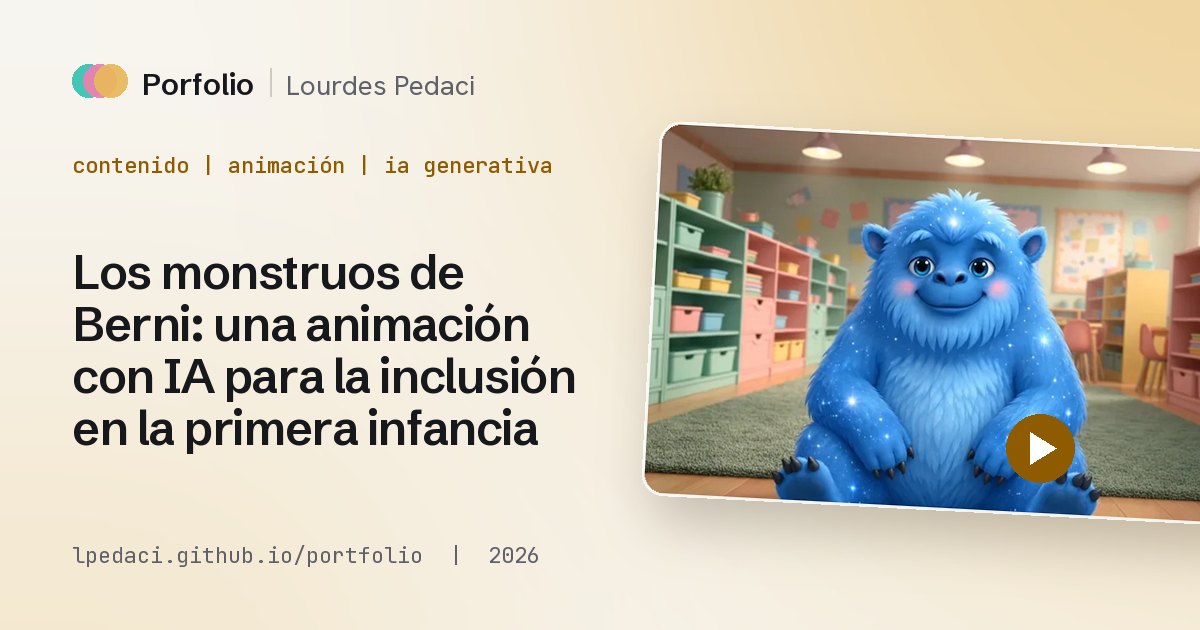 Porfolio | Lourdes Pedaci
contenido | animación | ia generativa
Los monstruos de
Berni: una animación
con IA para la inclusión
en la primera infancia
lpedaci.github.io/portfolio | 2026